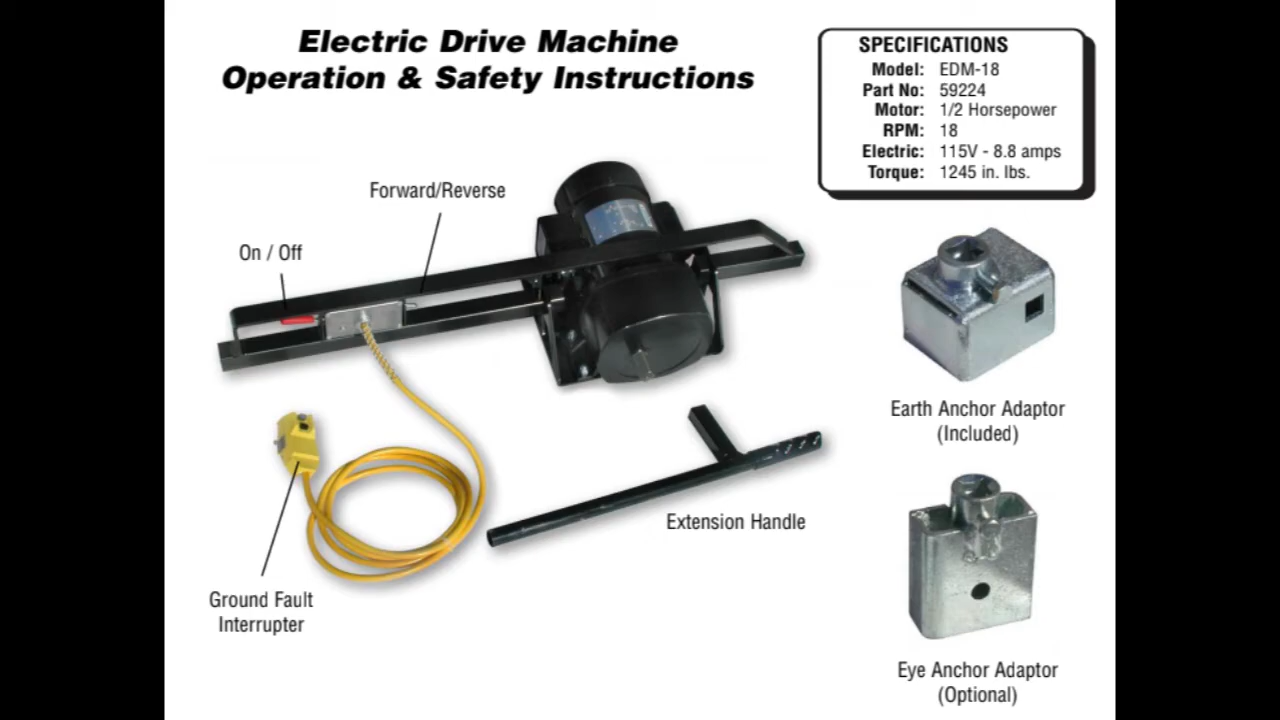 Electric Drive Machine
Operation & Safety Instructions
SPECIFICATIONS
Model: EDM-18
Part No: 59224
Motor: 1/2 Horsepower
RPM: 18
Electric: 115V - 8.8 amps
Torque: 1245 in. lbs.
Forward/Reverse
On / Off
Earth Anchor Adaptor
(Included)
Extension Handle
Ground Fault
Interrupter
Eye Anchor Adaptor
(Optional)